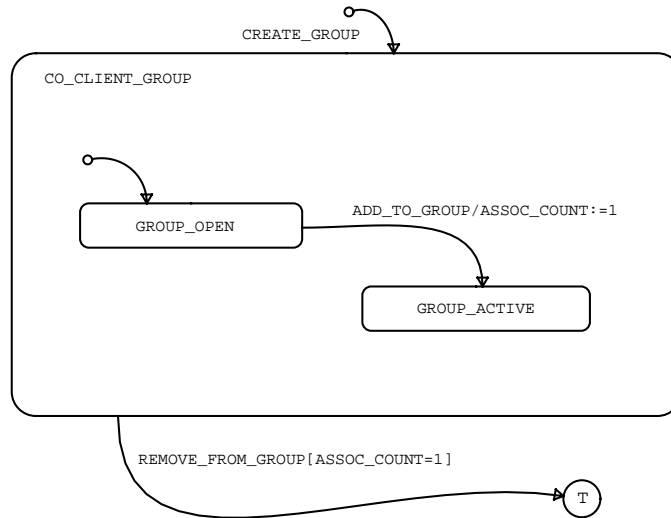 CREATE_GROUP
CO_CLIENT_GROUP
ADD_TO_GROUP/ASSOC_COUNT:=1
GROUP_OPEN
GROUP_ACTIVE
REMOVE_FROM_GROUP[ASSOC_COUNT=1]
T